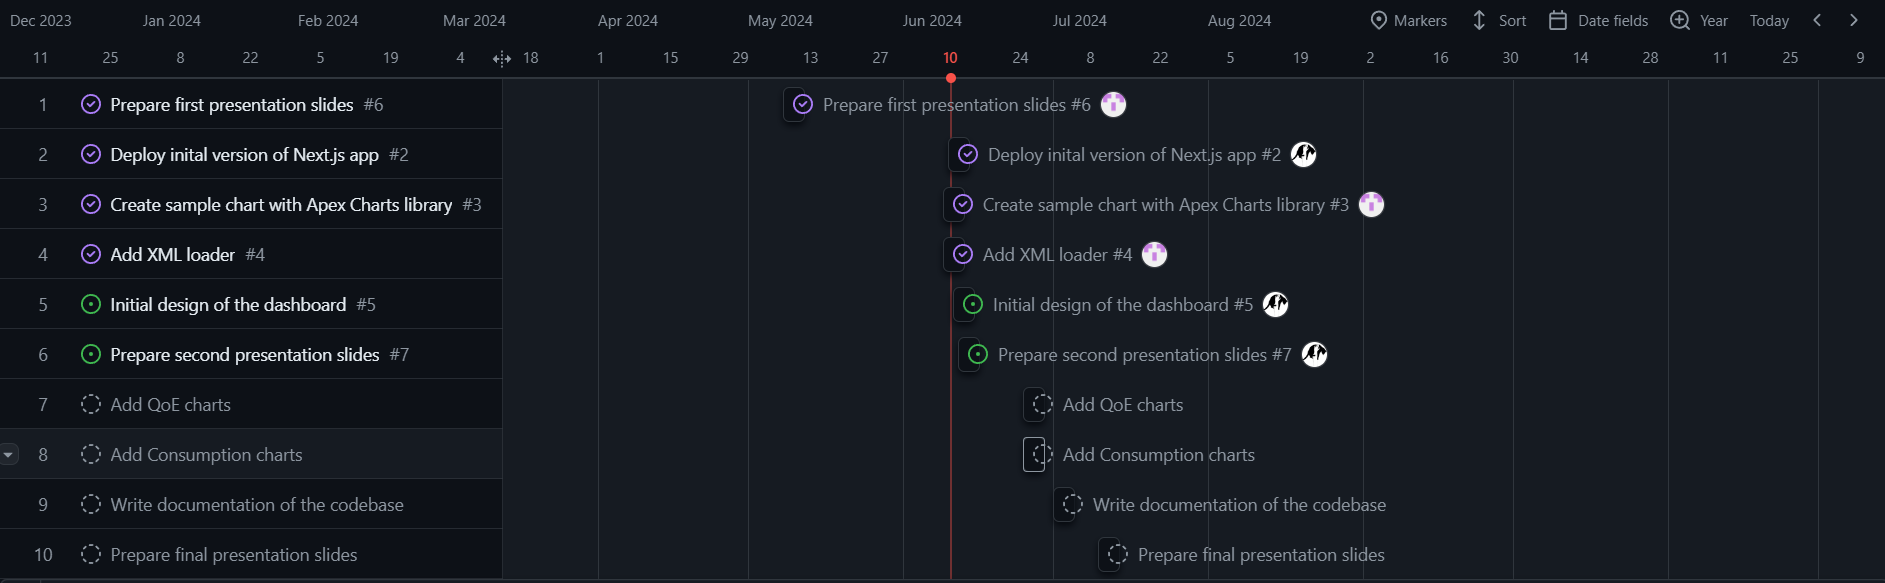 Dec 2023 Jan 2024 Feb 2024 Mar 2024 Apr 2024 May 2024 Jun 2024 Jul 2024 Aug 2024 Markers Sort Date fields Year Today
11 25 8 22 5 19 4 18 1 15 29 13 27 10 24 8 22 5 19 2 16 30 14 28 11 25 9
1 Prepare first presentation slides #6 Prepare first presentation slides #6
2 Deploy inital version of Next.js app #2 Deploy inital version of Next.js app #2
3 Create sample chart with Apex Charts library #3 Create sample chart with Apex Charts library #3
4 Add XML loader #4 Add XML loader #4
5 Initial design of the dashboard #5 Initial design of the dashboard #5
6 Prepare second presentation slides #7 Prepare second presentation slides #7
7 Add QoE charts Add QoE charts
8 Add Consumption charts Add Consumption charts
9 Write documentation of the codebase Write documentation of the codebase
10 Prepare final presentation slides Prepare final presentation slides